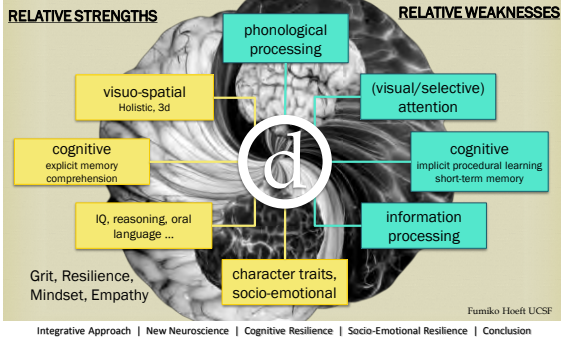 RELATIVE STRENGTHS
RELATIVE WEAKNESSES
phonological
processing
visuo-spatial
Holistic, 3d
(visual/selective)
attention
cognitive
explicit memory
comprehension
d
cognitive
implicit procedural learning
short-term memory
IQ, reasoning, oral
language ...
information
processing
character traits,
socio-emotional
Grit, Resilience,
Mindset, Empathy
Fumiko Hoeft UCSF
Integrative Approach | New Neuroscience | Cognitive Resilience | Socio-Emotional Resilience | Conclusion